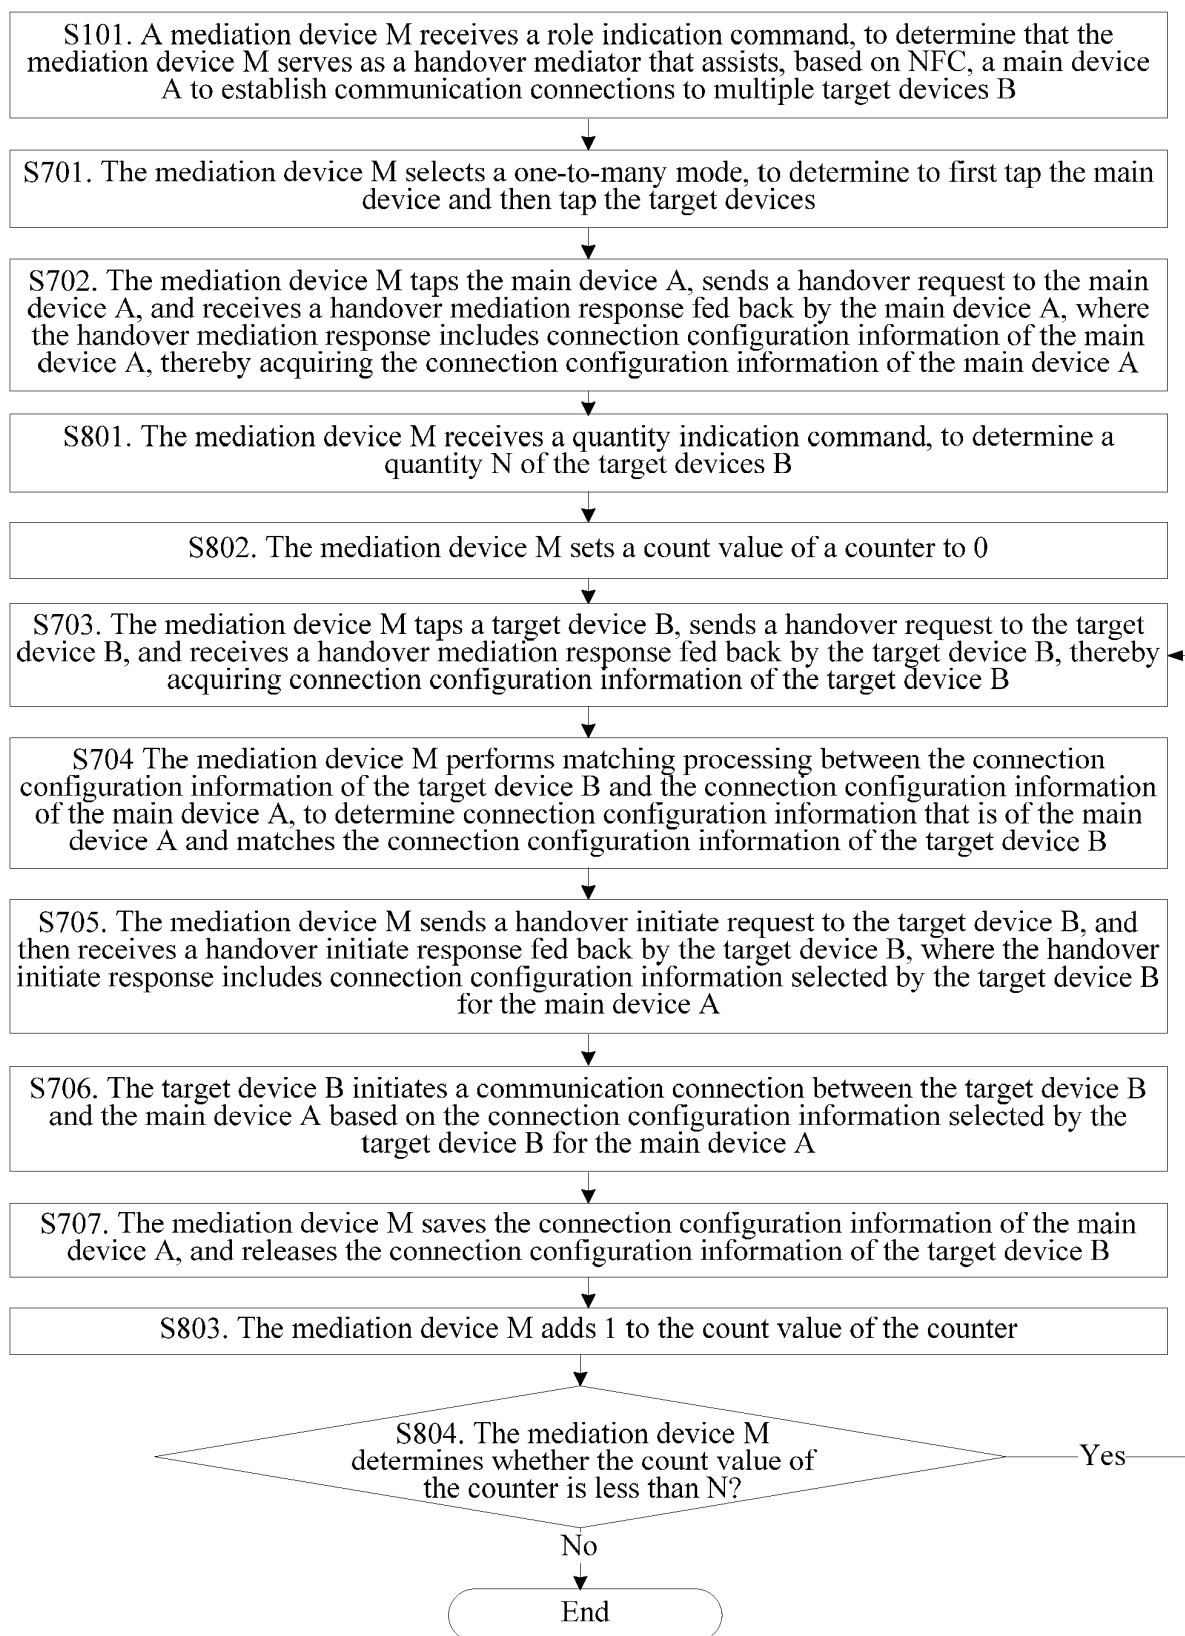 S101. A mediation device M receives a role indication command, to determine that the
mediation device M serves as a handover mediator that assists, based on NFC, a main device
A to establish communication connections to multiple target devices B
S701. The mediation device M selects a one-to-many mode, to determine to first tap the main
device and then tap the target devices
S702. The mediation device M taps the main device A, sends a handover request to the main
device A, and receives a handover mediation response fed back by the main device A, where
the handover mediation response includes connection configuration information of the main
device A, thereby acquiring the connection configuration information of the main device A
S801. The mediation device M receives a quantity indication command, to determine a
quantity N of the target devices B
S802. The mediation device M sets a count value of a counter to 0
S703. The mediation device M taps a target device B, sends a handover request to the target
device B, and receives a handover mediation response fed back by the target device B, thereby
acquiring connection configuration information of the target device B
S704 The mediation device M performs matching processing between the connection
configuration information of the target device B and the connection configuration information
of the main device A, to determine connection configuration information that is of the main
device A and matches the connection configuration information of the target device B
S705. The mediation device M sends a handover initiate request to the target device B, and
then receives a handover initiate response fed back by the target device B, where the handover
initiate response includes connection configuration information selected by the target device B
for the main device A
S706. The target device B initiates a communication connection between the target device B
and the main device A based on the connection configuration information selected by the
target device B for the main device A
S707. The mediation device M saves the connection configuration information of the main
device A, and releases the connection configuration information of the target device B
S803. The mediation device M adds 1 to the count value of the counter
S804. The mediation device M
determines whether the count value of
the counter is less than N?
Yes
No
End